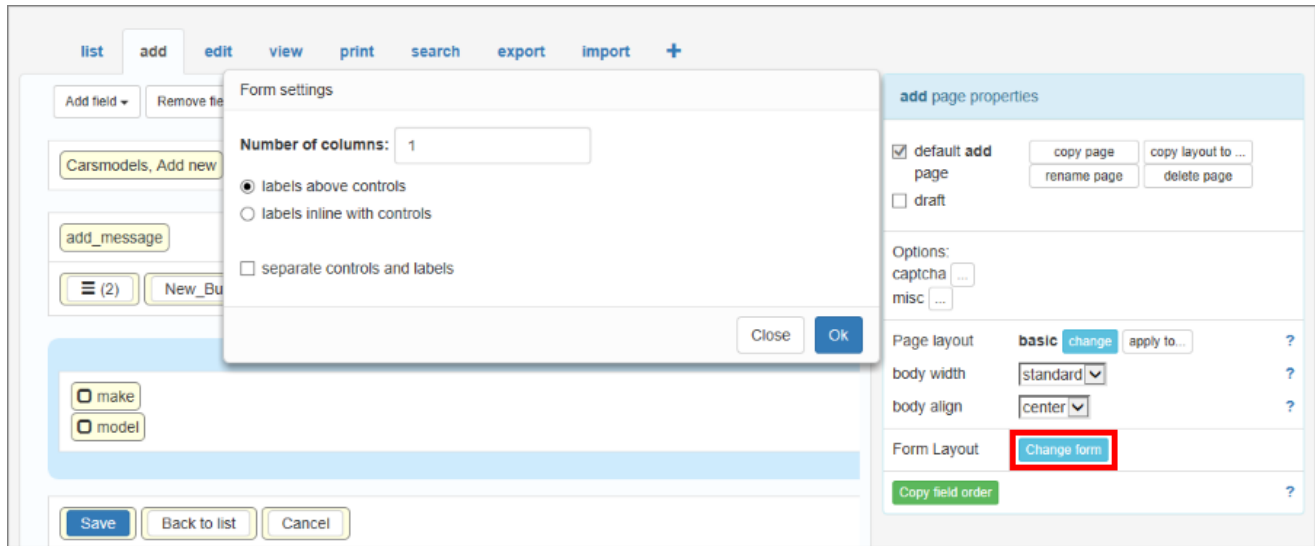 list add edit view print search export import
Add field Remove fie
Form settings
Number of columns: 1
labels above controls
labels inline with controls
separate controls and labels
Close Ok
Carsmodels, Add new
add_message
(2) New_Bu
make
model
Save Back to list Cancel
add page properties
default add page copy page copy layout to ...
rename page delete page
draft
Options:
captcha ...
misc ...
Page layout basic change apply to... ?
body width standard ?
body align center ?
Form Layout Change form
Copy field order ?